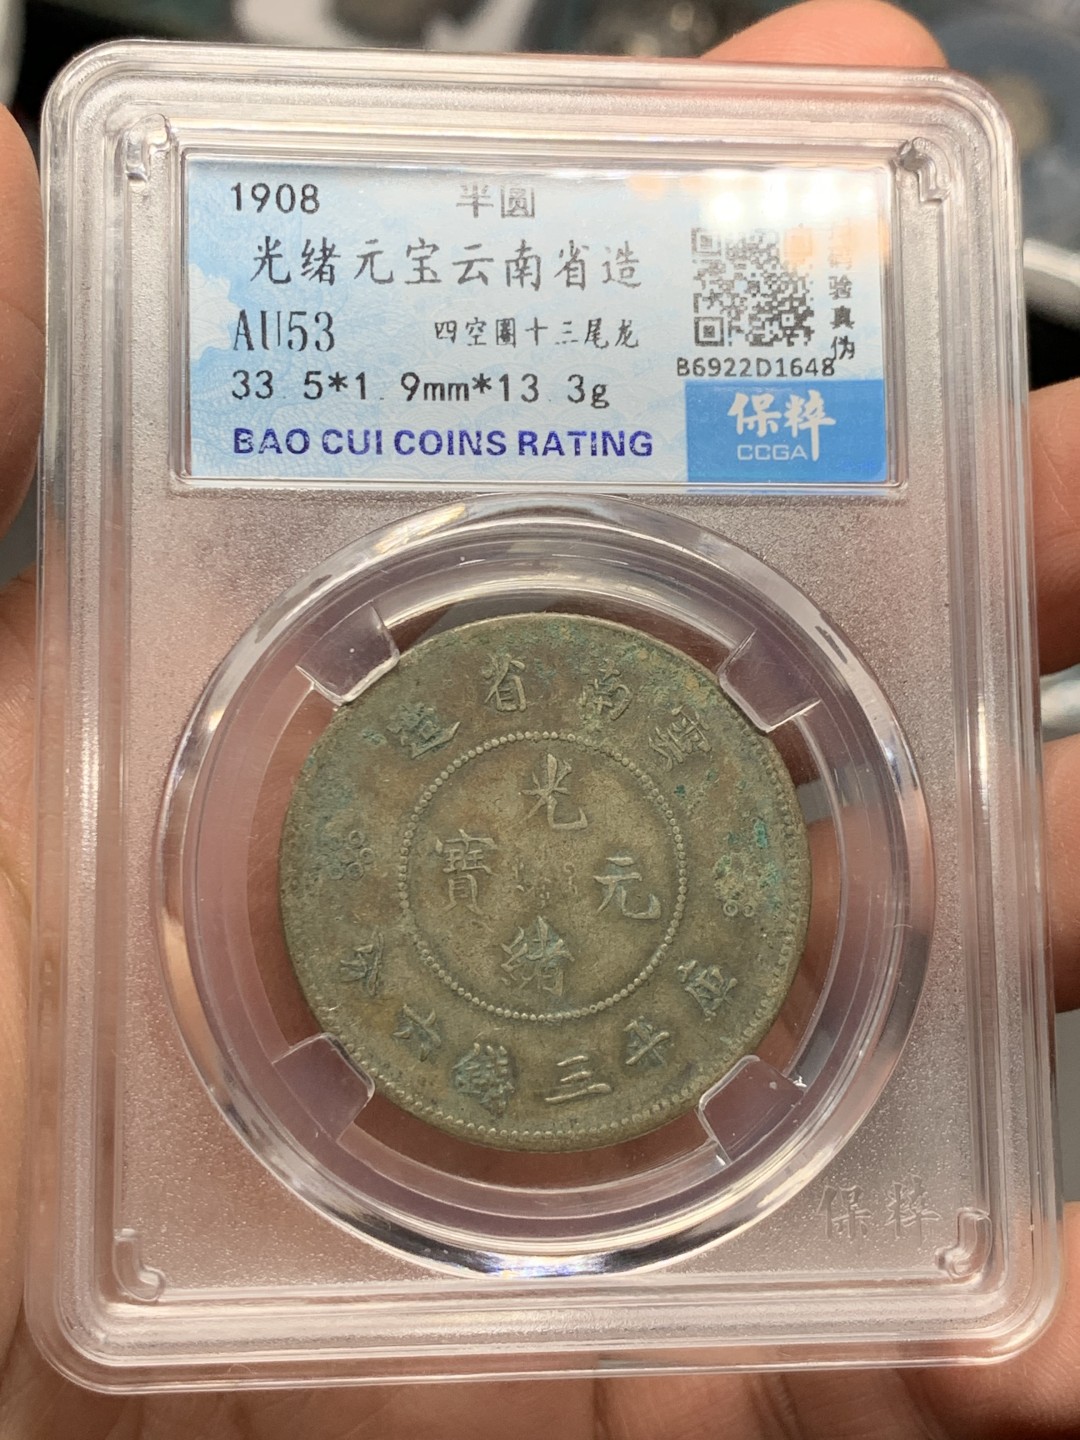 1908 半圆
光绪元宝云南省造
AU53 四空圈十三尾龙
33.5*1.9mm*13.3g
BAO CUI COINS RATING
验真伪
B6922D1648
保粹
CCGA
雲南省造
光緒元寶
庫平三錢六分
保粹